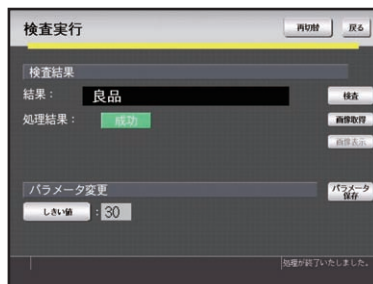 検査実行
再切替
戻る
検査結果
結果： 良品
検査
処理結果： 成功
画像取得
画像表示
パラメータ変更
パラメータ
保存
しきい値 ：30
処理が終了いたしました。